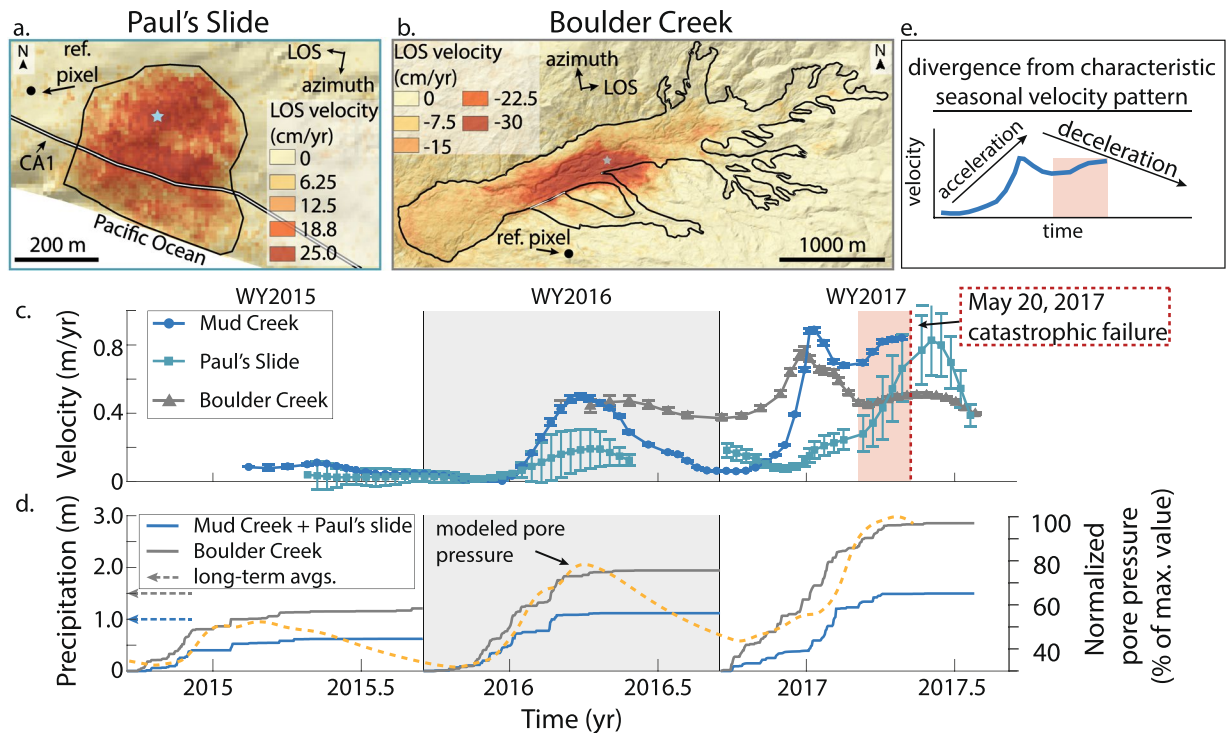 a.
Paul's Slide
N
ref.
pixel
LOS
azimuth
LOS velocity
(cm/yr)
0
6.25
12.5
18.8
25.0
CA1
Pacific Ocean
200 m
b.
Boulder Creek
LOS velocity
(cm/yr)
0
-7.5
-15
-22.5
-30
azimuth
LOS
N
ref. pixel
1000 m
e.
divergence from characteristic
seasonal velocity pattern
velocity
acceleration
deceleration
time
c.
WY2015
WY2016
WY2017
Mud Creek
Paul's Slide
Boulder Creek
May 20, 2017
catastrophic failure
Velocity (m/yr)
0.8
0.4
0
d.
Mud Creek + Paul's slide
Boulder Creek
long-term avgs.
modeled pore
pressure
Precipitation (m)
3.0
2.0
1.0
0
100
80
60
40
Normalized
pore pressure
(% of max. value)
2015
2015.5
2016
2016.5
2017
2017.5
Time (yr)